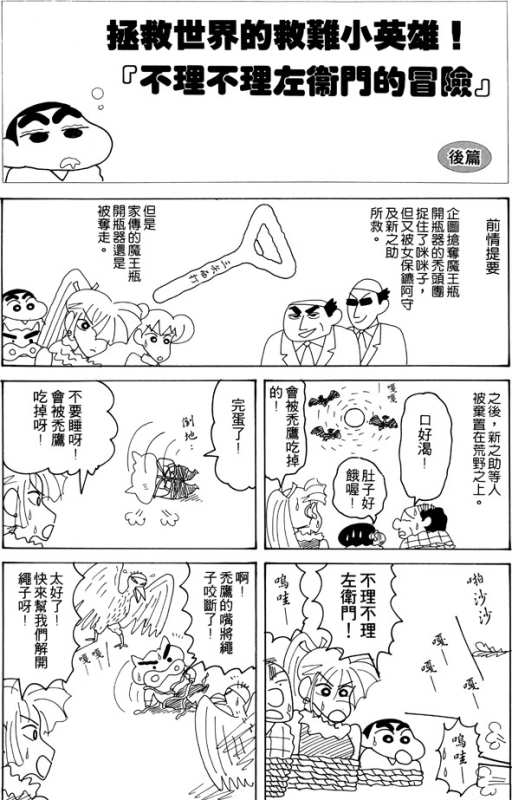 拯救世界的救難小英雄！
『不理不理左衛門的冒險』
後篇
前情提要
企圖搶奪魔王瓶
開瓶器的禿頭團
捉住了咪咪子，
但又被女保鑣阿守
及新之助
所救。
但是
家傳的魔王瓶
開瓶器還是
被奪走。
之後，新之助等人
被棄置在荒野之上。
嘎—
嘎—
口好渴！
肚子好
餓喔！
會被禿鷹吃掉
的！
完蛋了！
倒地…
不要睡呀！
會被禿鷹
吃掉呀！
啪沙沙
嘎—
嘎—
嗚哇—
不理不理
左衛門！
嗚哇—
啊！
禿鷹的嘴將繩
子咬斷了！
嘎—
嘎—
太好了！
快來幫我們解開
繩子呀！